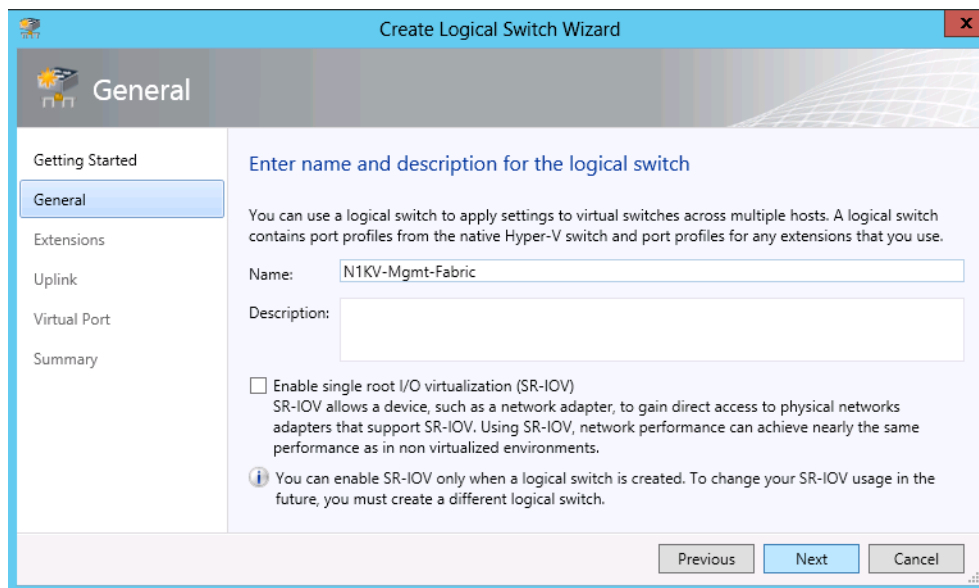 Create Logical Switch Wizard
x
General
Getting Started
General
Extensions
Uplink
Virtual Port
Summary
Enter name and description for the logical switch
You can use a logical switch to apply settings to virtual switches across multiple hosts. A logical switch
contains port profiles from the native Hyper-V switch and port profiles for any extensions that you use.
Name: N1KV-Mgmt-Fabric
Description:
Enable single root I/O virtualization (SR-IOV)
SR-IOV allows a device, such as a network adapter, to gain direct access to physical networks
adapters that support SR-IOV. Using SR-IOV, network performance can achieve nearly the same
performance as in non virtualized environments.
You can enable SR-IOV only when a logical switch is created. To change your SR-IOV usage in the
future, you must create a different logical switch.
Previous Next Cancel